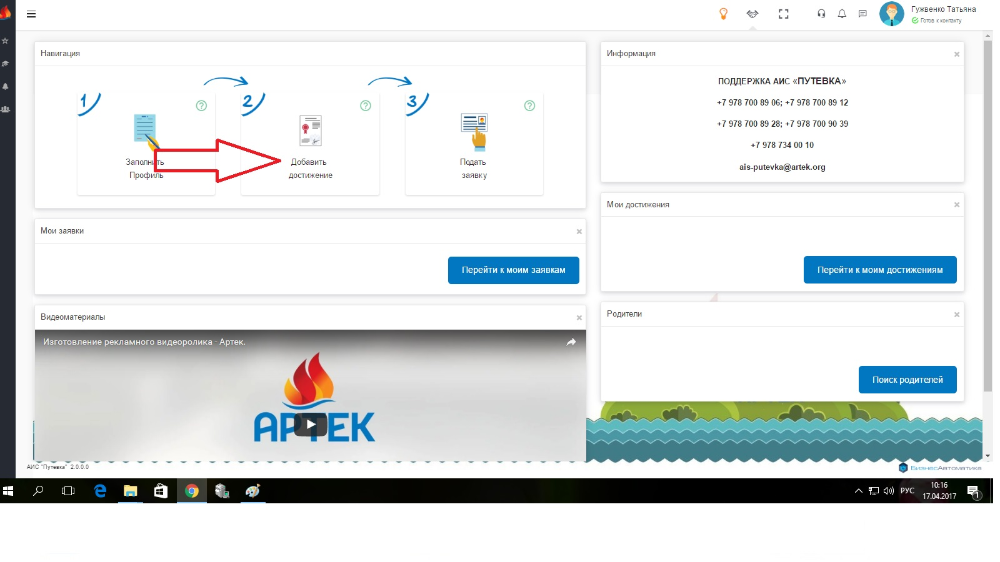 Гужвенко Татьяна
Готов к контакту
Навигация
1
2
3
Заполнить
Профиль
Добавить
достижение
Подать
заявку
Информация
ПОДДЕРЖКА АИС «ПУТЕВКА»
+7 978 700 89 06; +7 978 700 89 12
+7 978 700 89 28; +7 978 700 90 39
+7 978 734 00 10
ais-putevka@artek.org
Мои заявки
Перейти к моим заявкам
Мои достижения
Перейти к моим достижениям
Видеоматериалы
Изготовление рекламного видеоролика - Артек.
АРТЕК
Родители
Поиск родителей
АИС "Путевка" 2.0.0.0
БизнесАвтоматика
РУС
10:16
17.04.2017
1